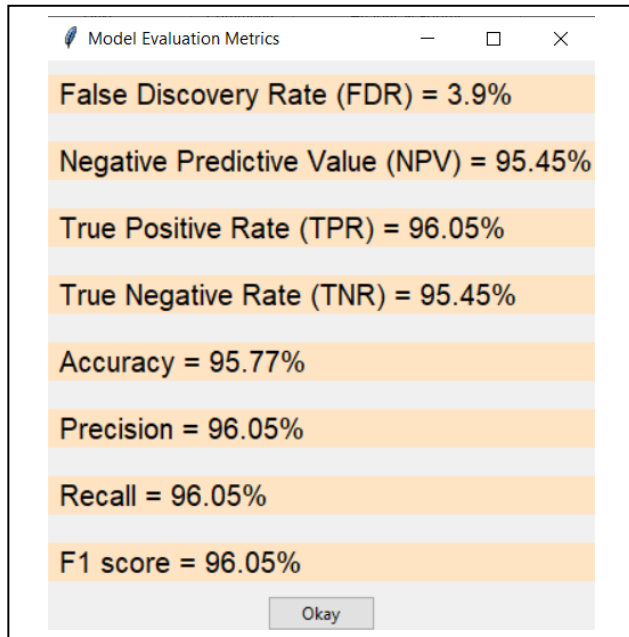 Model Evaluation Metrics
False Discovery Rate (FDR) = 3.9%
Negative Predictive Value (NPV) = 95.45%
True Positive Rate (TPR) = 96.05%
True Negative Rate (TNR) = 95.45%
Accuracy = 95.77%
Precision = 96.05%
Recall = 96.05%
F1 score = 96.05%
Okay